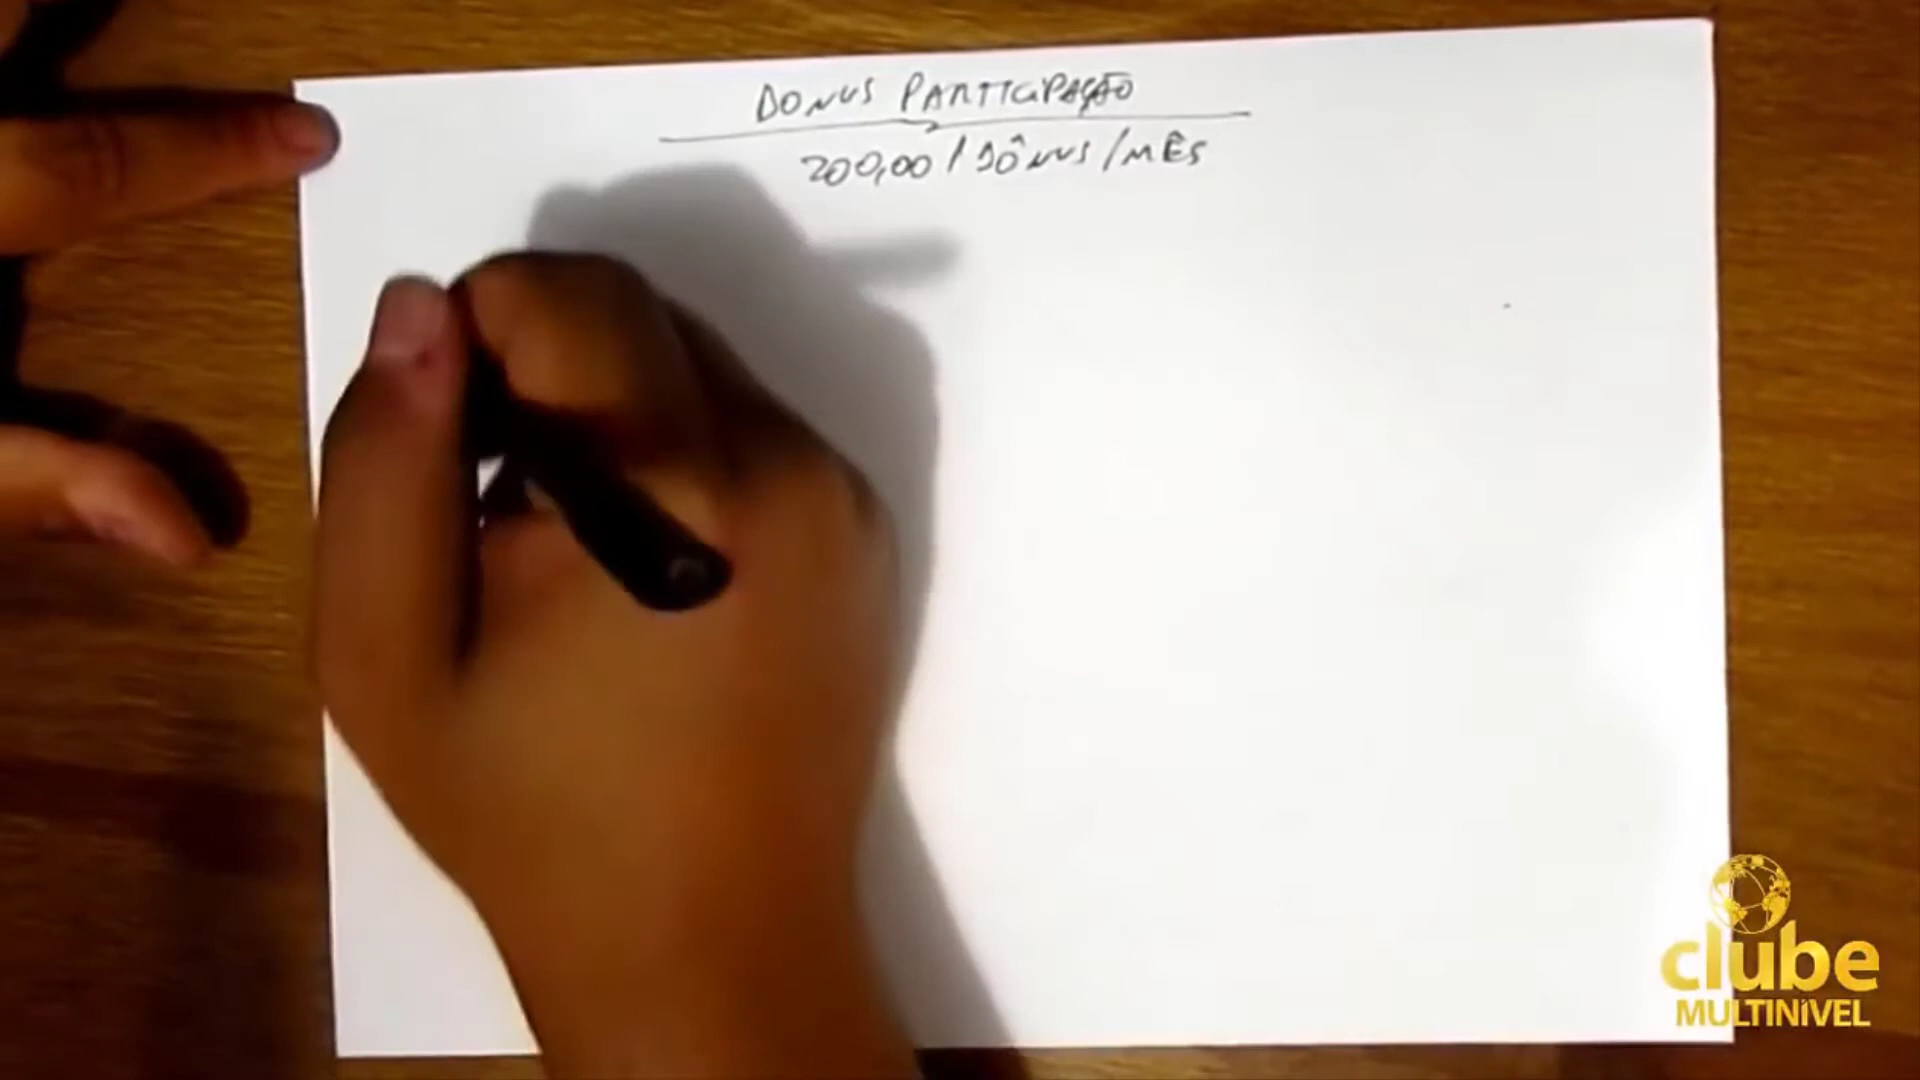 BONUS PARTICIPAÇÃO
200,00 / BÔNUS / MÊS
clube
MULTINÍVEL